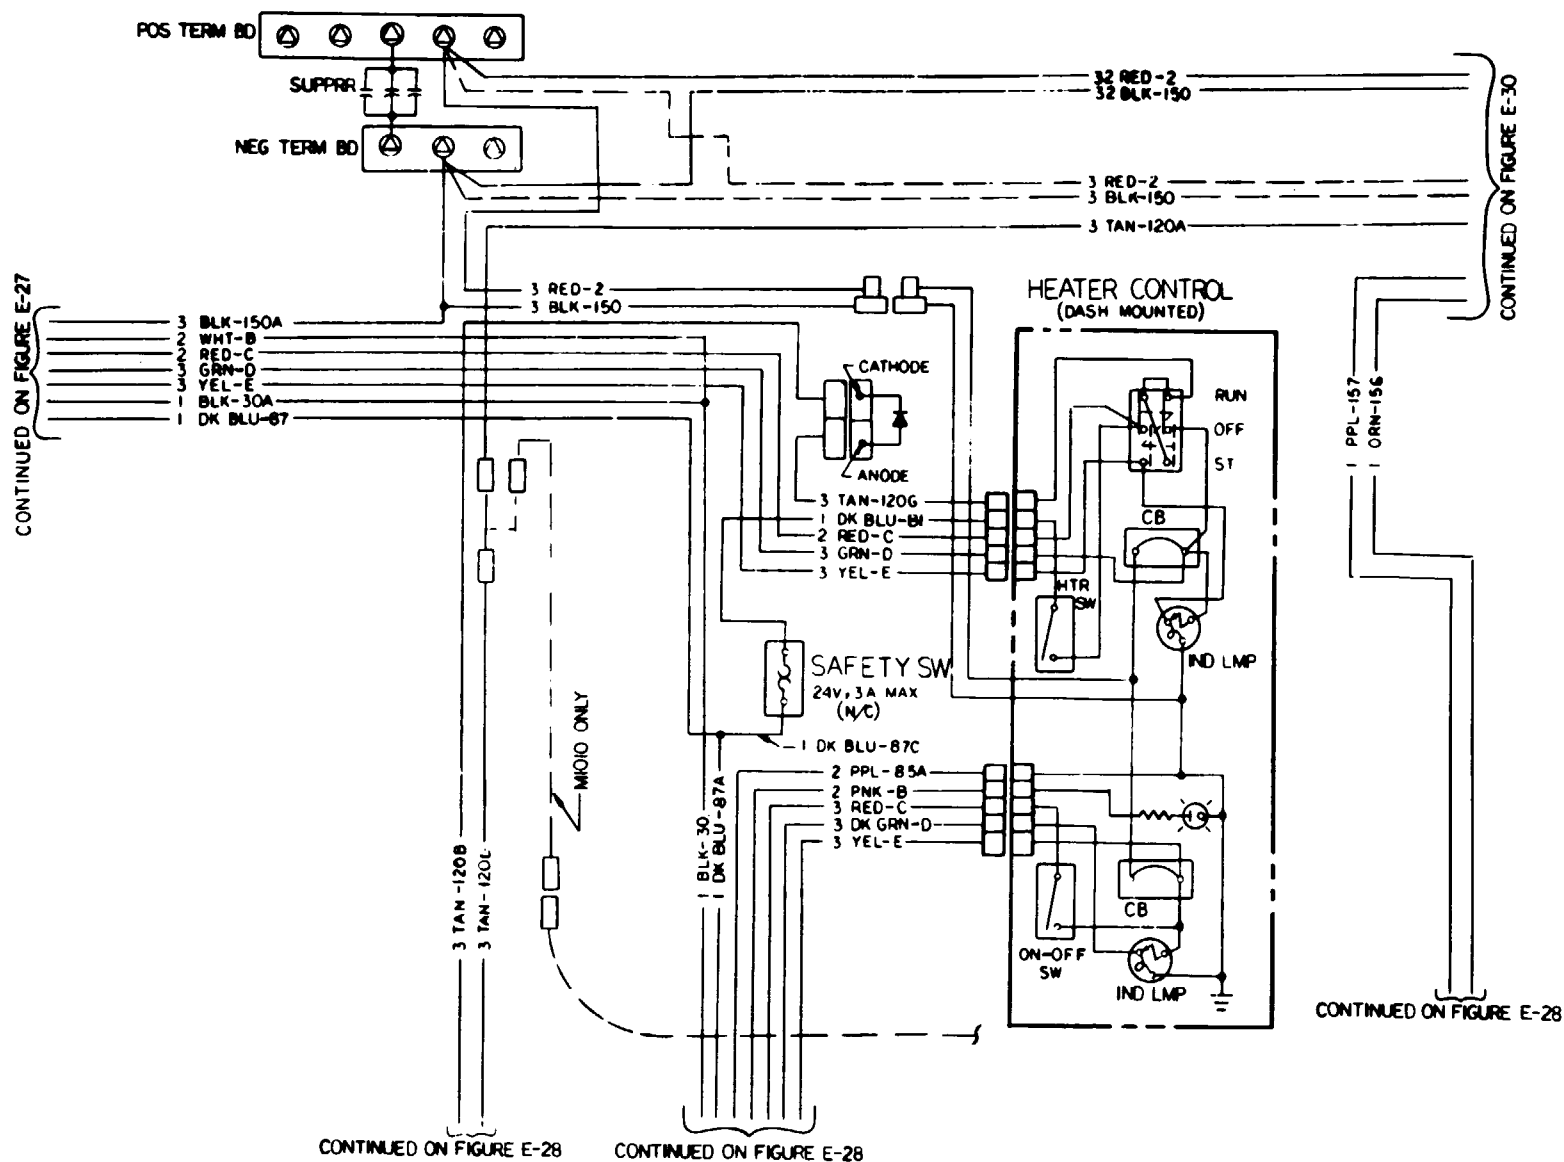 POS TERM BD
SUPPRR
NEG TERM BD
32 RED-2
32 BLK-150
3 RED-2
3 BLK-150
3 TAN-120A
CONTINUED ON FIGURE E-30
CONTINUED ON FIGURE E-27
3 BLK-150A
2 WHT-B
2 RED-C
3 GRN-D
3 YEL-E
1 BLK-30A
1 DK BLU-87
3 RED-2
3 BLK-150
HEATER CONTROL
(DASH MOUNTED)
CATHODE
ANODE
RUN
OFF
ST
1 PPL-157
1 ORN-156
3 TAN-120G
1 DK BLU-B1
2 RED-C
3 GRN-D
3 YEL-E
CB
HTR
SW
IND LMP
SAFETY SW
24V, 3A MAX
(N/C)
M1010 ONLY
1 DK BLU-87C
2 PPL-85A
2 PNK-B
3 RED-C
3 DK GRN-D
3 YEL-E
1 BLK-30
1 DK BLU-87A
3 TAN-120B
3 TAN-120L
CB
ON-OFF
SW
IND LMP
CONTINUED ON FIGURE E-28
CONTINUED ON FIGURE E-28
CONTINUED ON FIGURE E-28